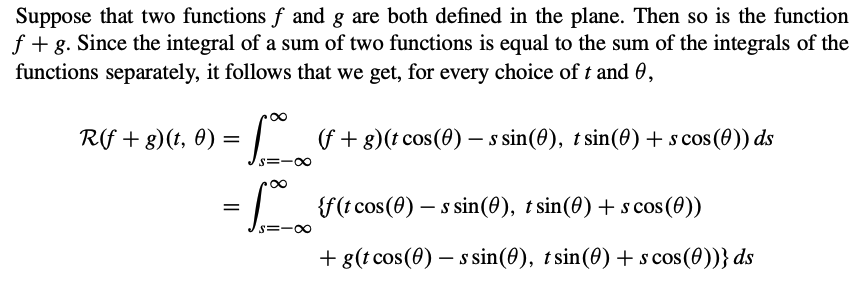 Suppose that two functions f and g are both defined in the plane. Then so is the function
f + g. Since the integral of a sum of two functions is equal to the sum of the integrals of the
functions separately, it follows that we get, for every choice of t and θ,
ℛ(f + g)(t, θ) = ∫_{s=−∞}^{∞} (f + g)(t cos(θ) − s sin(θ), t sin(θ) + s cos(θ)) ds
= ∫_{s=−∞}^{∞} {f(t cos(θ) − s sin(θ), t sin(θ) + s cos(θ))
+ g(t cos(θ) − s sin(θ), t sin(θ) + s cos(θ))} ds